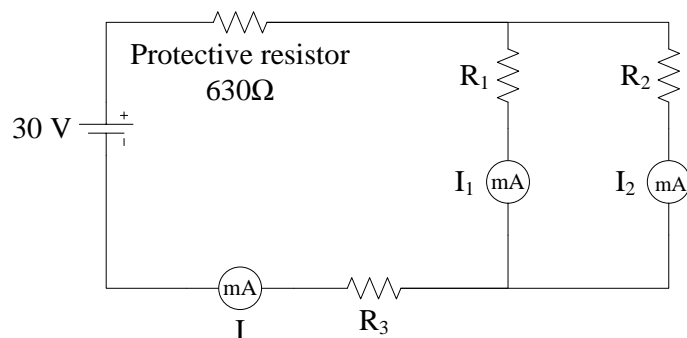 Protective resistor
630Ω
R₁
R₂
30 V
+
I₁
mA
I₂
mA
mA
I
R₃